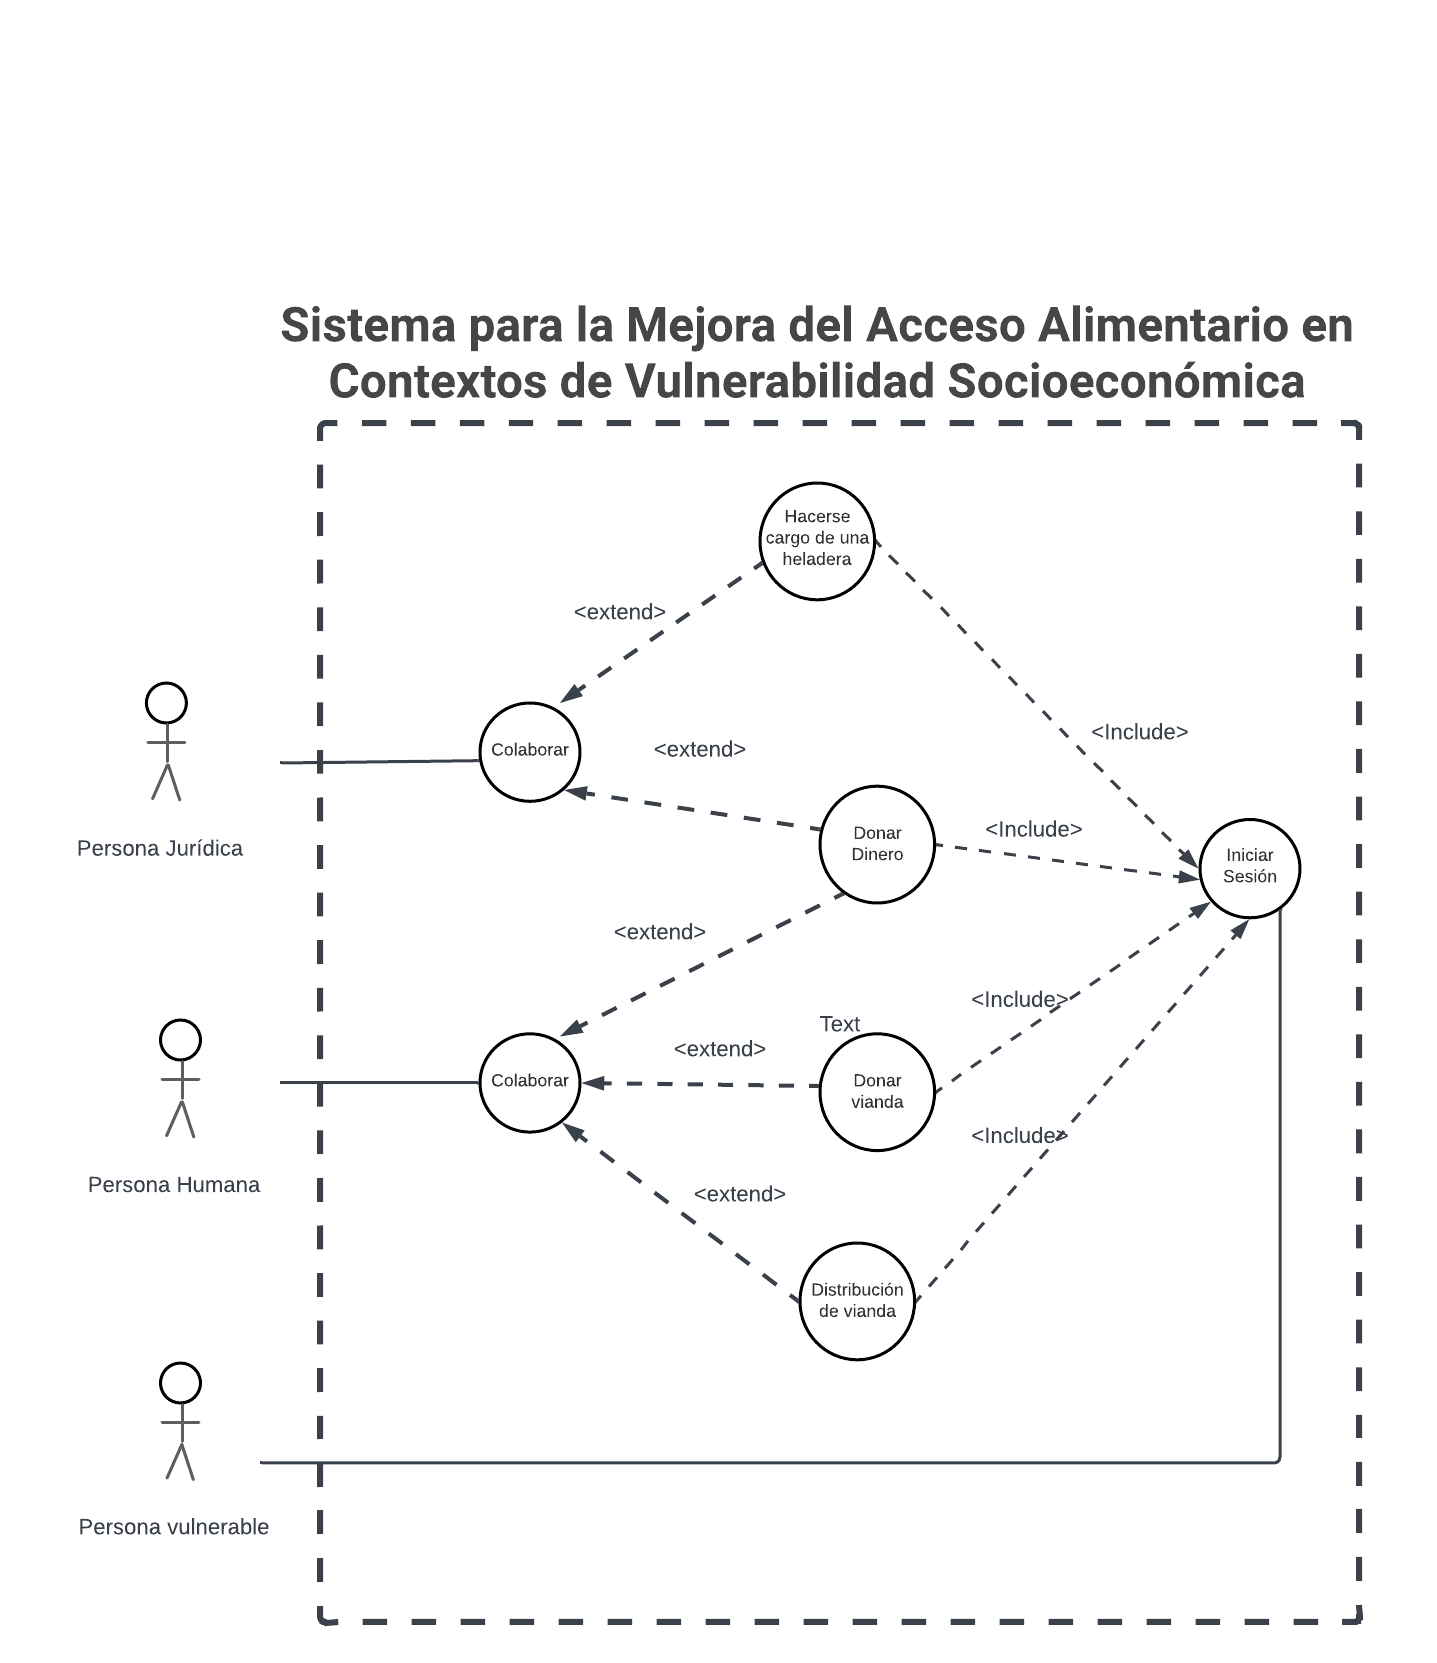 Sistema para la Mejora del Acceso Alimentario en
Contextos de Vulnerabilidad Socioeconómica
Hacerse
cargo de una
heladera
<extend>
<Include>
Colaborar
<extend>
Persona Jurídica
Donar
Dinero
<Include>
Iniciar
Sesión
<extend>
<Include>
Text
<extend>
Colaborar
Donar
vianda
<Include>
Persona Humana
<extend>
Distribución
de vianda
Persona vulnerable